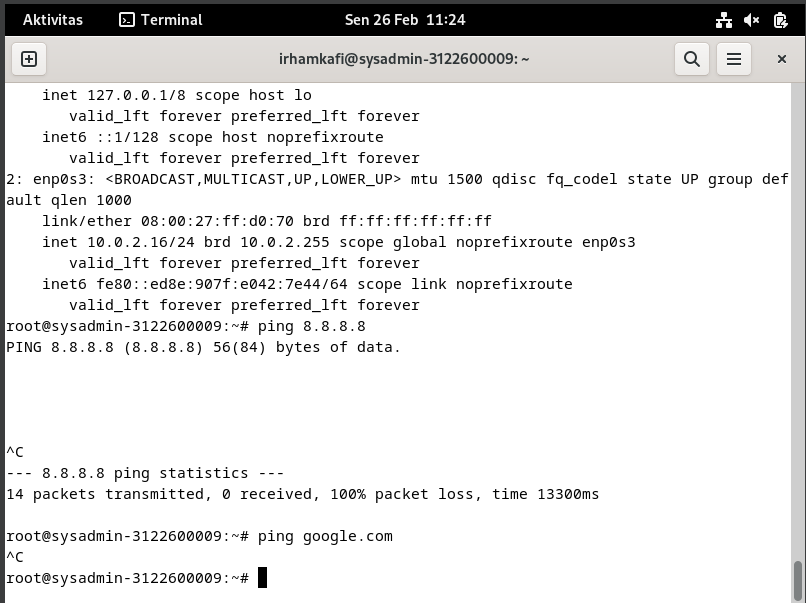 Aktivitas Terminal Sen 26 Feb 11:24
irhamkafi@sysadmin-3122600009: ~
    inet 127.0.0.1/8 scope host lo
       valid_lft forever preferred_lft forever
    inet6 ::1/128 scope host noprefixroute
       valid_lft forever preferred_lft forever
2: enp0s3: <BROADCAST,MULTICAST,UP,LOWER_UP> mtu 1500 qdisc fq_codel state UP group def
ault qlen 1000
    link/ether 08:00:27:ff:d0:70 brd ff:ff:ff:ff:ff:ff
    inet 10.0.2.16/24 brd 10.0.2.255 scope global noprefixroute enp0s3
       valid_lft forever preferred_lft forever
    inet6 fe80::ed8e:907f:e042:7e44/64 scope link noprefixroute
       valid_lft forever preferred_lft forever
root@sysadmin-3122600009:~# ping 8.8.8.8
PING 8.8.8.8 (8.8.8.8) 56(84) bytes of data.
^C
--- 8.8.8.8 ping statistics ---
14 packets transmitted, 0 received, 100% packet loss, time 13300ms
root@sysadmin-3122600009:~# ping google.com
^C
root@sysadmin-3122600009:~#